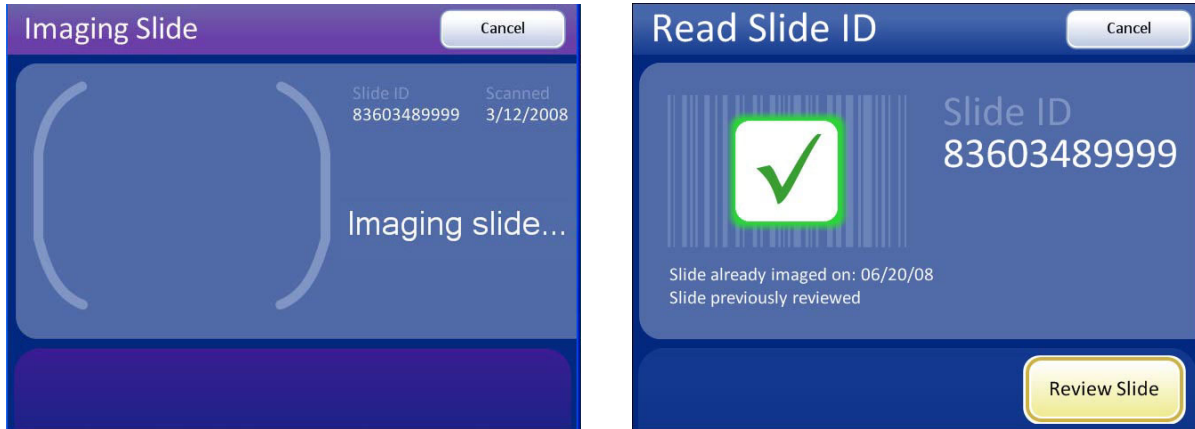 Imaging Slide
Cancel
Slide ID Scanned
83603489999 3/12/2008
Imaging slide...
Read Slide ID
Cancel
Slide ID
83603489999
Slide already imaged on: 06/20/08
Slide previously reviewed
Review Slide